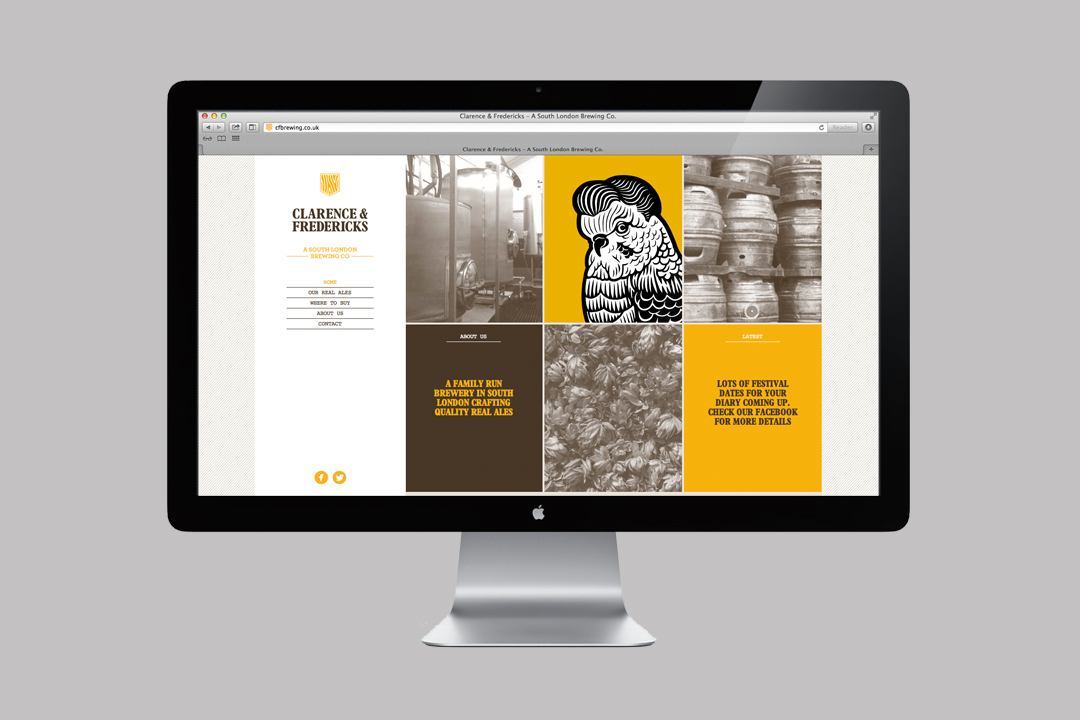 Clarence & Fredericks – A South London Brewing Co.
cfbrewing.co.uk
Reader
Clarence & Fredericks – A South London Brewing Co.
CLARENCE &
FREDERICKS
A SOUTH LONDON
BREWING CO
HOME
OUR REAL ALES
WHERE TO BUY
ABOUT US
CONTACT
ABOUT US
A FAMILY RUN
BREWERY IN SOUTH
LONDON CRAFTING
QUALITY REAL ALES
LATEST
LOTS OF FESTIVAL
DATES FOR YOUR
DIARY COMING UP.
CHECK OUR FACEBOOK
FOR MORE DETAILS